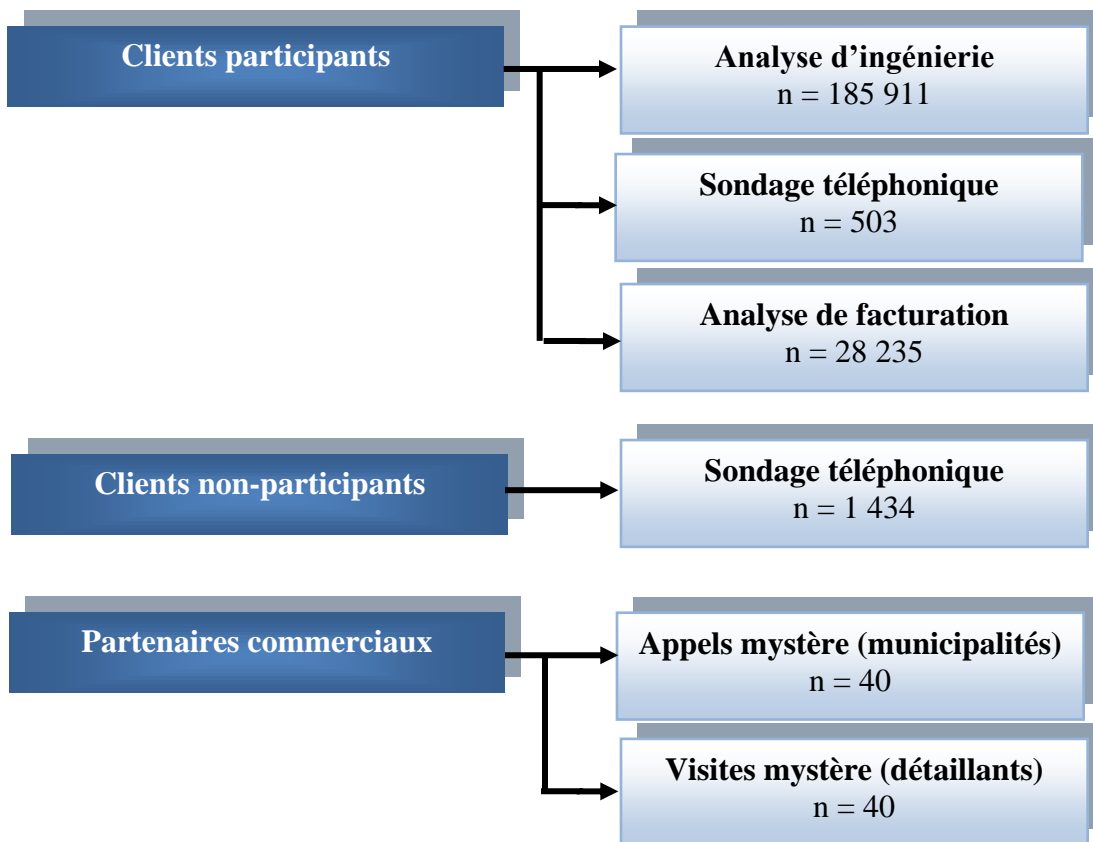 Clients participants
Analyse d’ingénierie
n = 185 911
Sondage téléphonique
n = 503
Analyse de facturation
n = 28 235
Clients non-participants
Sondage téléphonique
n = 1 434
Partenaires commerciaux
Appels mystère (municipalités)
n = 40
Visites mystère (détaillants)
n = 40